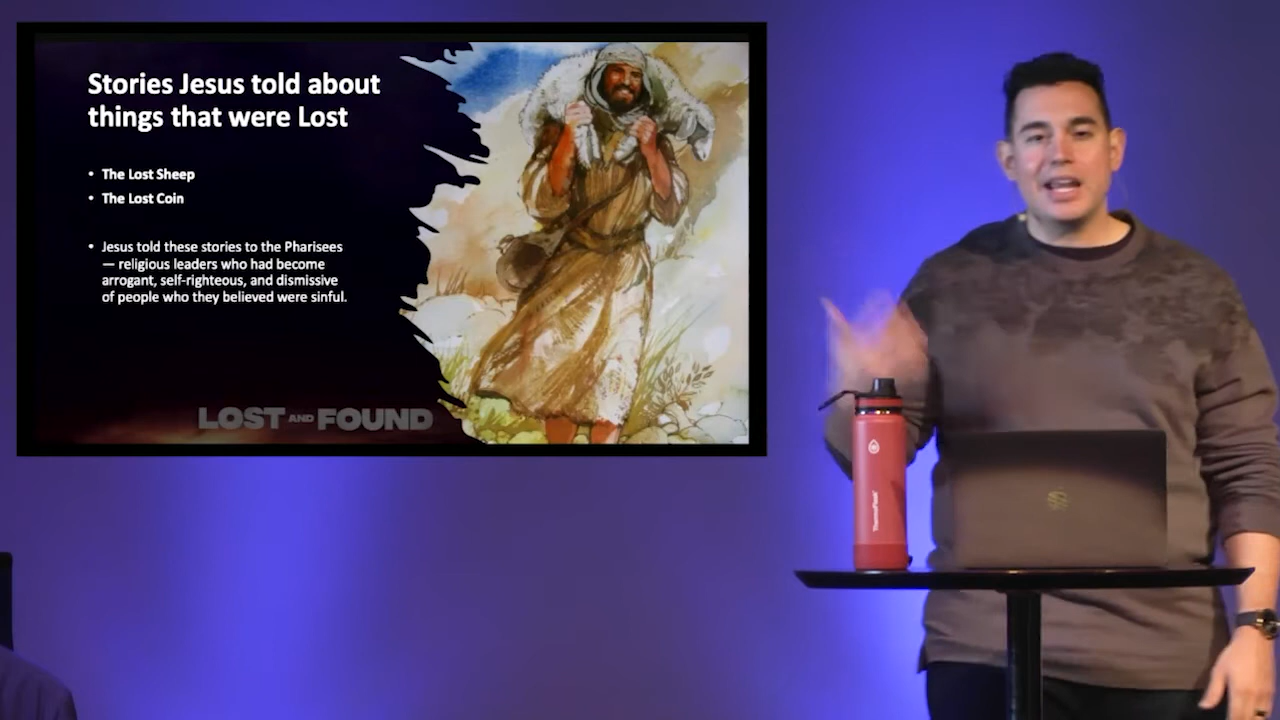 Stories Jesus told about
things that were Lost
• The Lost Sheep
• The Lost Coin
• Jesus told these stories to the Pharisees
— religious leaders who had become
arrogant, self-righteous, and dismissive
of people who they believed were sinful.
LOST AND FOUND
ThermoFlask